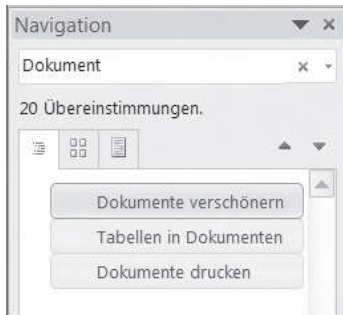 Navigation
Dokument
20 Übereinstimmungen.
Dokumente verschönern
Tabellen in Dokumenten
Dokumente drucken